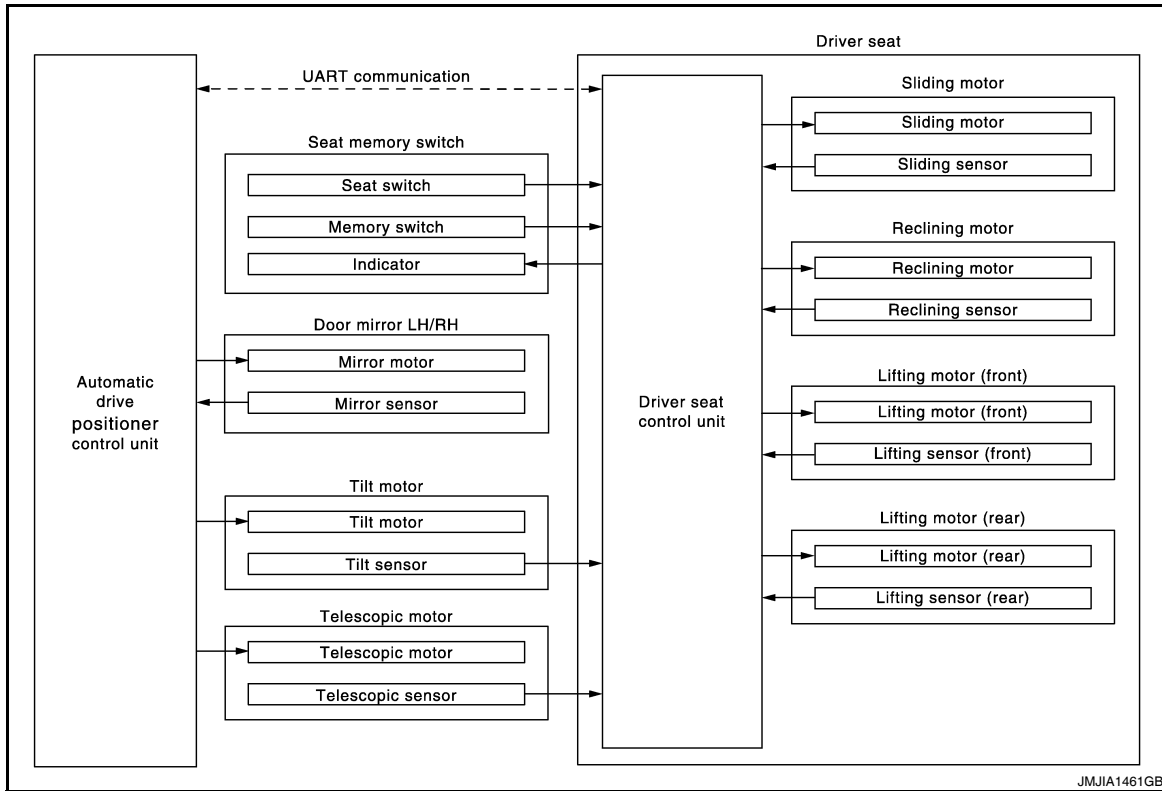 Driver seat
UART communication
Sliding motor
Sliding motor
Sliding sensor
Seat memory switch
Seat switch
Memory switch
Indicator
Reclining motor
Reclining motor
Reclining sensor
Door mirror LH/RH
Mirror motor
Mirror sensor
Automatic
drive
positioner
control unit
Driver seat
control unit
Lifting motor (front)
Lifting motor (front)
Lifting sensor (front)
Tilt motor
Tilt motor
Tilt sensor
Lifting motor (rear)
Lifting motor (rear)
Lifting sensor (rear)
Telescopic motor
Telescopic motor
Telescopic sensor
JMJIA1461GB